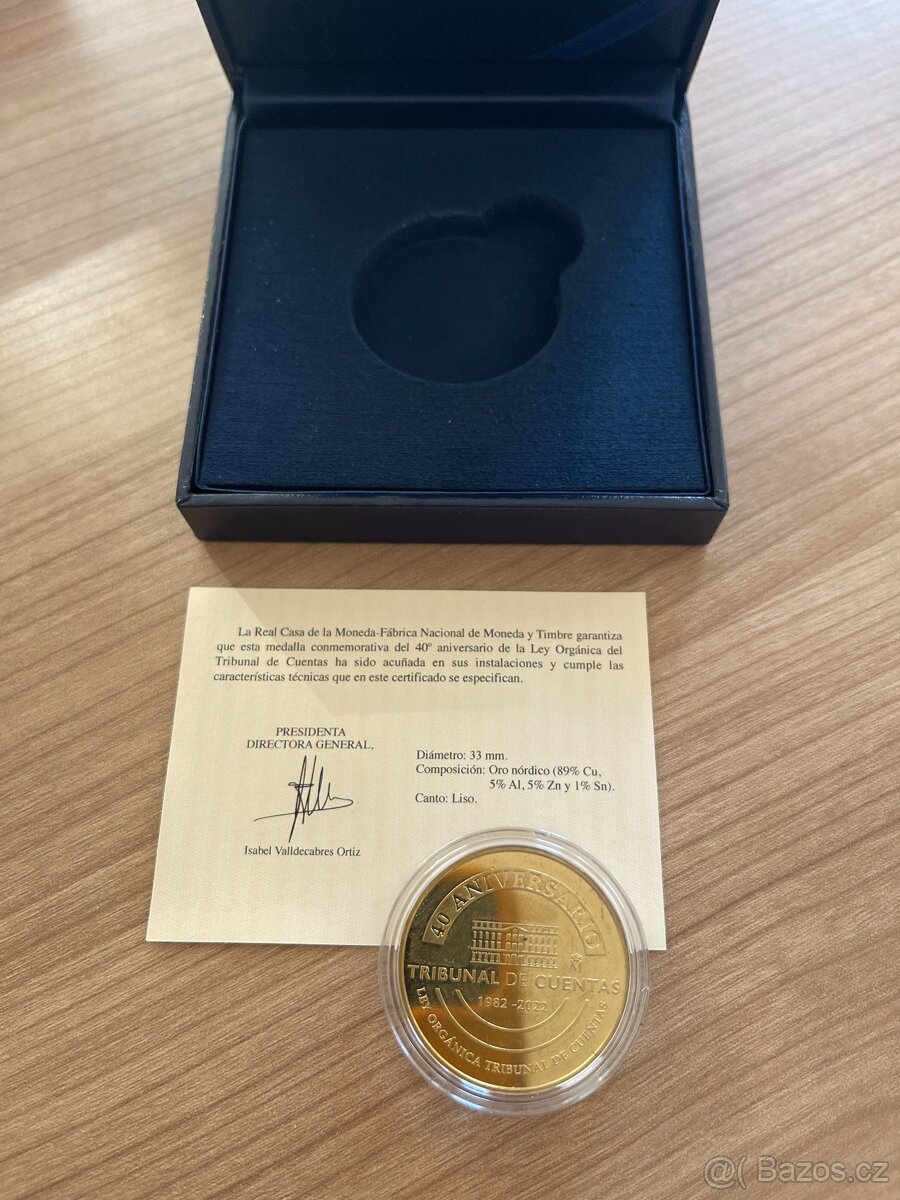 La Real Casa de la Moneda-Fábrica Nacional de Moneda y Timbre garantiza
que esta medalla conmemorativa del 40º aniversario de la Ley Orgánica del
Tribunal de Cuentas ha sido acuñada en sus instalaciones y cumple las
características técnicas que en este certificado se especifican.
PRESIDENTA
DIRECTORA GENERAL,
Isabel Valldecabres Ortiz
Diámetro: 33 mm.
Composición: Oro nórdico (89% Cu,
5% Al, 5% Zn y 1% Sn).
Canto: Liso.
40 ANIVERSARIO
M
TRIBUNAL DE CUENTAS
1982 - 2022
LEY ORGÁNICA TRIBUNAL DE CUENTAS
@( Bazos.cz